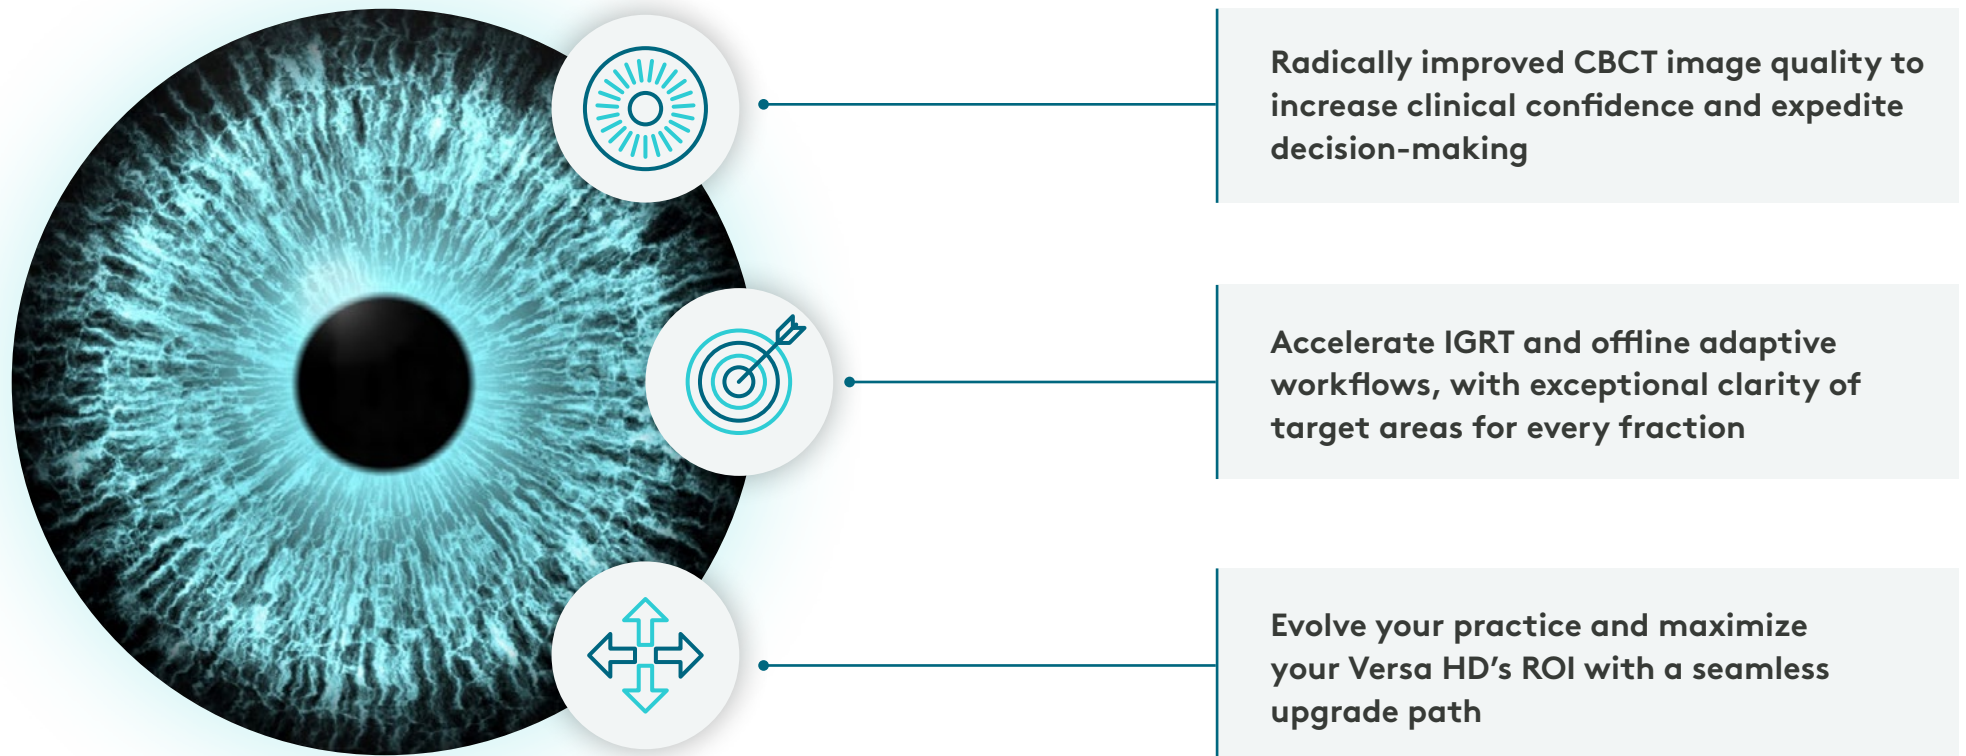 Radically improved CBCT image quality to
increase clinical confidence and expedite
decision-making
Accelerate IGRT and offline adaptive
workflows, with exceptional clarity of
target areas for every fraction
Evolve your practice and maximize
your Versa HD’s ROI with a seamless
upgrade path